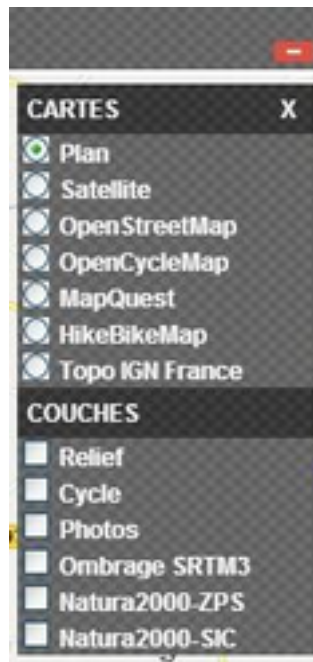 CARTES X
Plan
Satellite
OpenStreetMap
OpenCycleMap
MapQuest
HikeBikeMap
Topo IGN France
COUCHES
Relief
Cycle
Photos
Ombrage SRTM3
Natura2000-ZPS
Natura2000-SIC